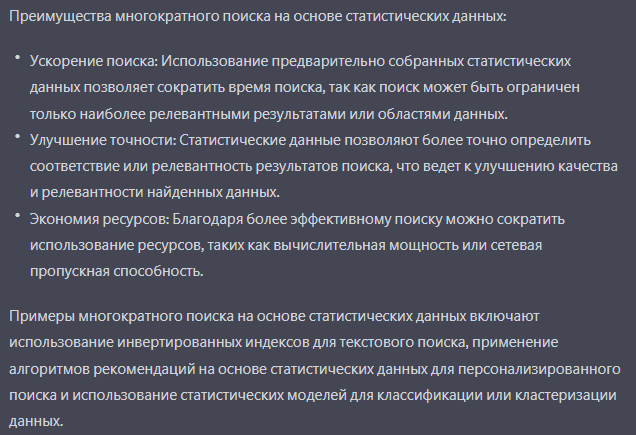 Преимущества многократного поиска на основе статистических данных:
• Ускорение поиска: Использование предварительно собранных статистических
данных позволяет сократить время поиска, так как поиск может быть ограничен
только наиболее релевантными результатами или областями данных.
• Улучшение точности: Статистические данные позволяют более точно определить
соответствие или релевантность результатов поиска, что ведет к улучшению качества
и релевантности найденных данных.
• Экономия ресурсов: Благодаря более эффективному поиску можно сократить
использование ресурсов, таких как вычислительная мощность или сетевая
пропускная способность.
Примеры многократного поиска на основе статистических данных включают
использование инвертированных индексов для текстового поиска, применение
алгоритмов рекомендаций на основе статистических данных для персонализированного
поиска и использование статистических моделей для классификации или кластеризации
данных.